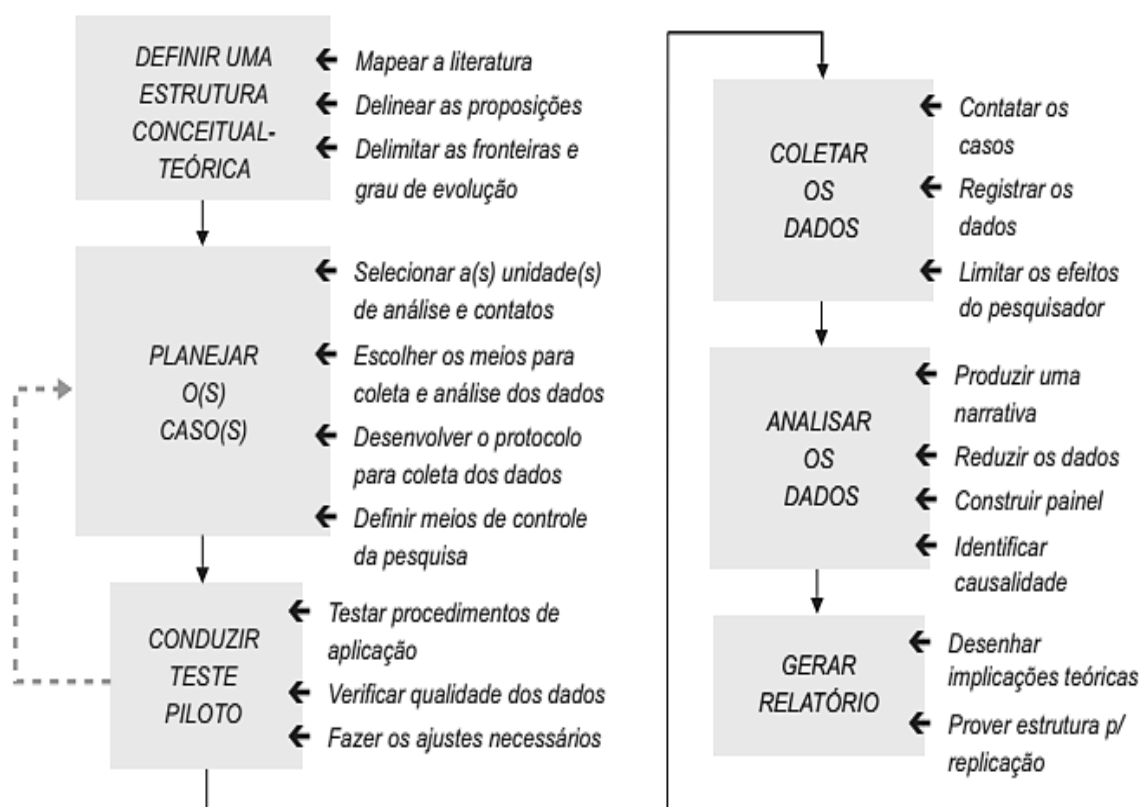 DEFINIR UMA
ESTRUTURA
CONCEITUAL-
TEÓRICA
Mapear a literatura
Delinear as proposições
Delimitar as fronteiras e
grau de evolução
PLANEJAR
O(S)
CASO(S)
Selecionar a(s) unidade(s)
de análise e contatos
Escolher os meios para
coleta e análise dos dados
Desenvolver o protocolo
para coleta dos dados
Definir meios de controle
da pesquisa
CONDUZIR
TESTE
PILOTO
Testar procedimentos de
aplicação
Verificar qualidade dos dados
Fazer os ajustes necessários
COLETAR
OS
DADOS
Contatar os
casos
Registrar os
dados
Limitar os efeitos
do pesquisador
ANALISAR
OS
DADOS
Produzir uma
narrativa
Reduzir os dados
Construir painel
Identificar
causalidade
GERAR
RELATÓRIO
Desenhar
implicações teóricas
Prover estrutura p/
replicação